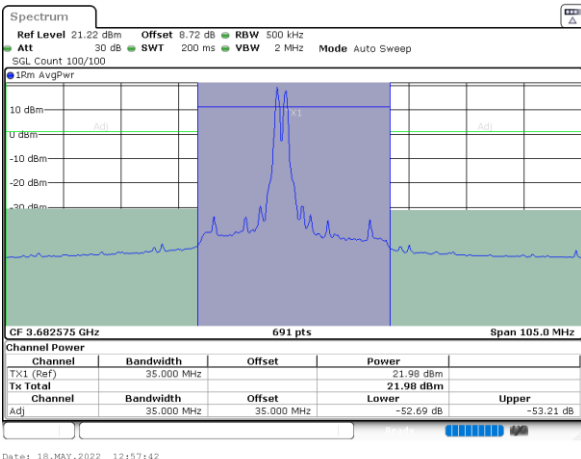 Spectrum
Ref Level 21.22 dBm Offset 8.72 dB RBW 500 kHz
Att 30 dB SWT 200 ms VBW 2 MHz Mode Auto Sweep
SGL Count 100/100
1Rm AvgPwr
10 dBm
Adj TX1 Adj
0 dBm
-10 dBm
-20 dBm
-30 dBm
CF 3.682575 GHz 691 pts Span 105.0 MHz
Channel Power
Channel Bandwidth Offset Power
TX1 (Ref) 35.000 MHz 21.98 dBm
Tx Total 21.98 dBm
Channel Bandwidth Offset Lower Upper
Adj 35.000 MHz 35.000 MHz -52.69 dB -53.21 dB
Ready
Date: 18.MAY.2022 12:57:42